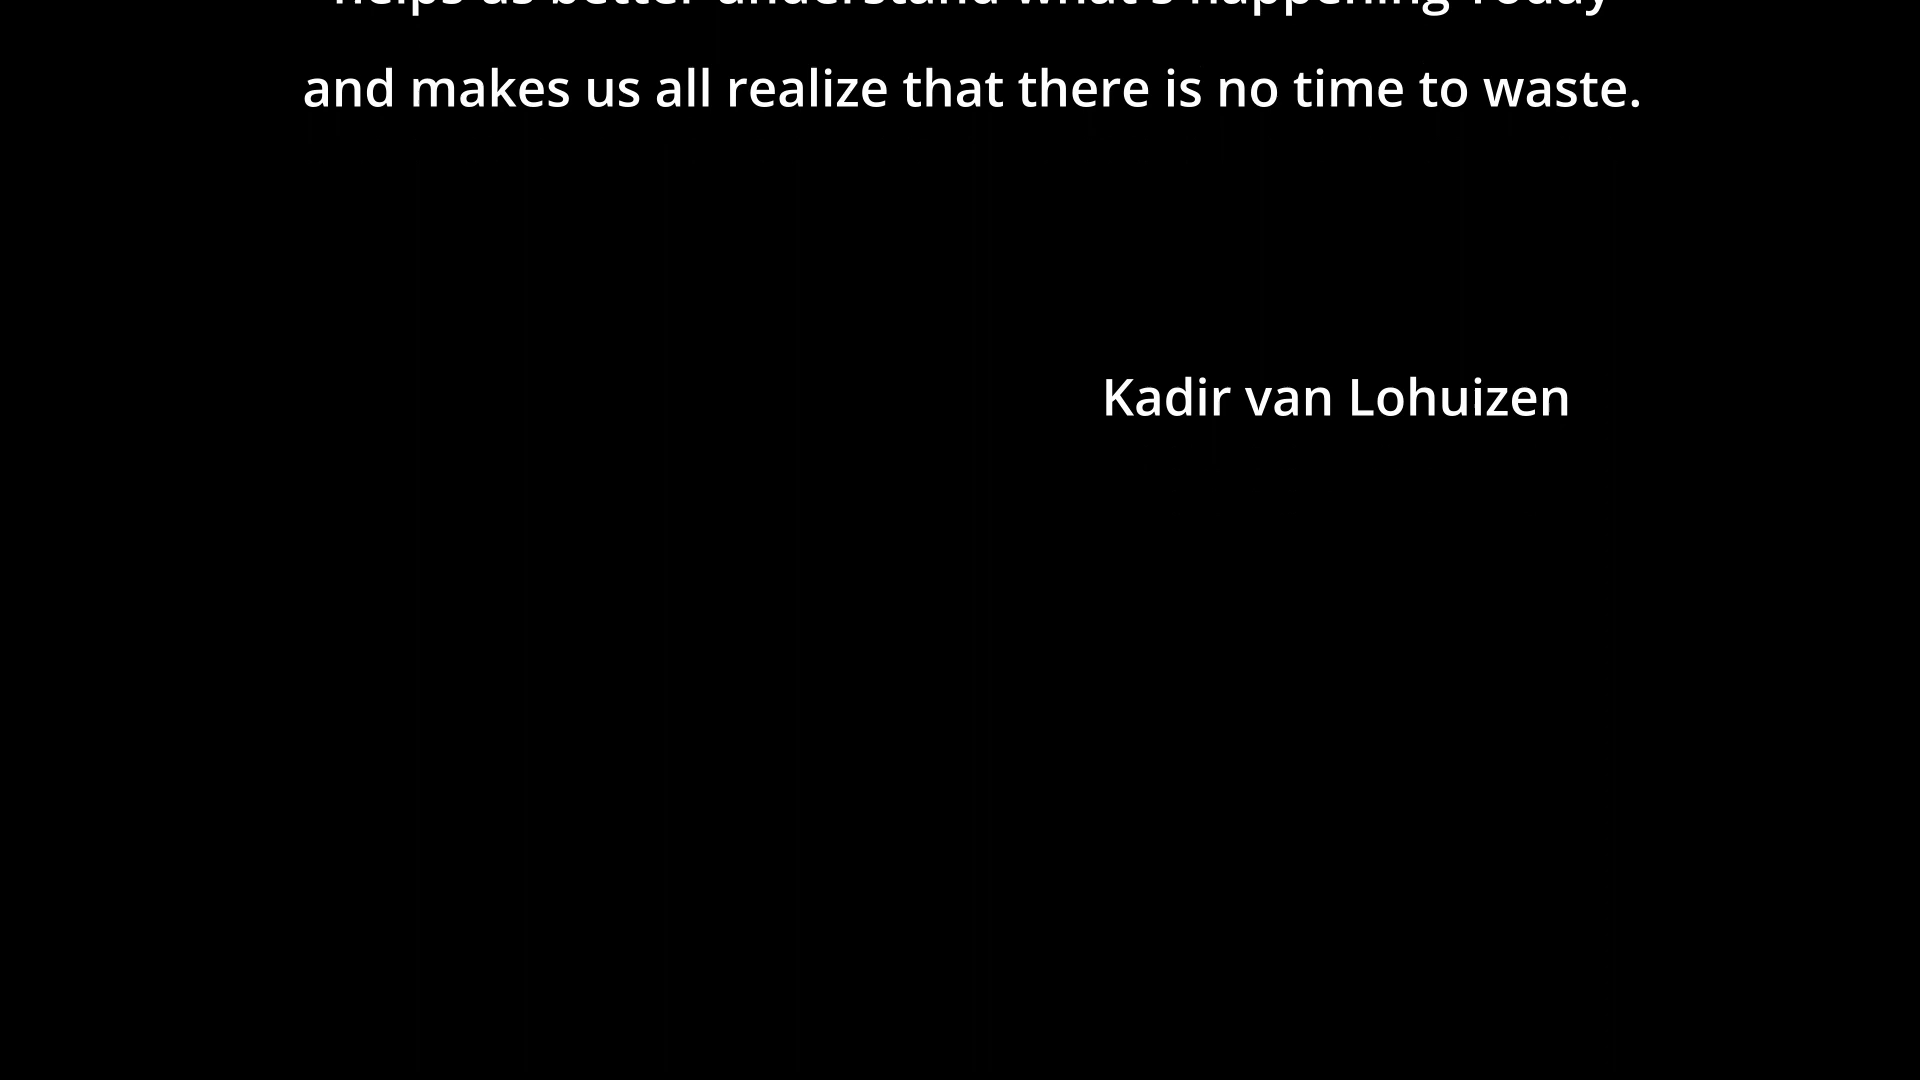 helps us better understand what's happening Today
and makes us all realize that there is no time to waste.
Kadir van Lohuizen